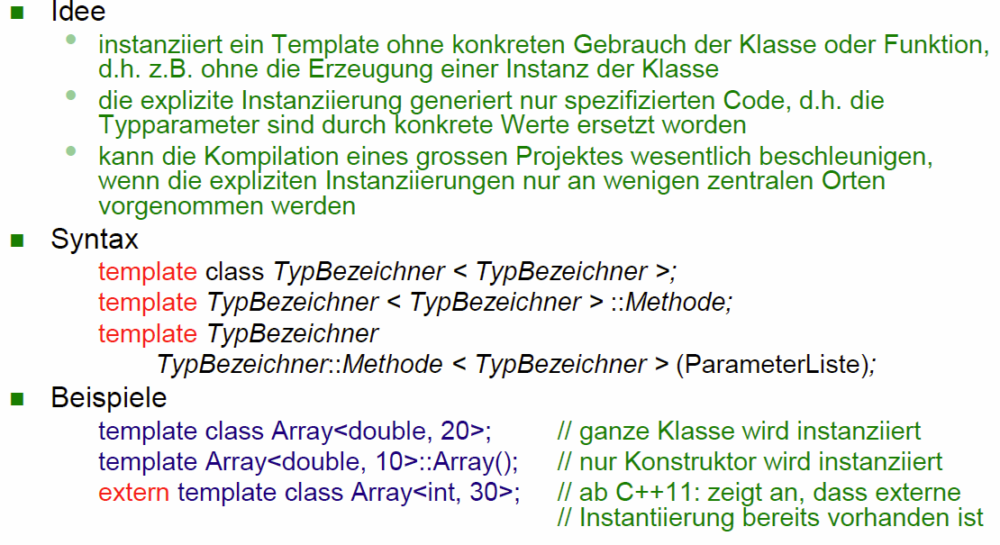 Idee
instanziiert ein Template ohne konkreten Gebrauch der Klasse oder Funktion,
d.h. z.B. ohne die Erzeugung einer Instanz der Klasse
die explizite Instanziierung generiert nur spezifizierten Code, d.h. die
Typparameter sind durch konkrete Werte ersetzt worden
kann die Kompilation eines grossen Projektes wesentlich beschleunigen,
wenn die expliziten Instanziierungen nur an wenigen zentralen Orten
vorgenommen werden
Syntax
template class TypBezeichner < TypBezeichner >;
template TypBezeichner < TypBezeichner > ::Methode;
template TypBezeichner
TypBezeichner::Methode < TypBezeichner > (ParameterListe);
Beispiele
template class Array<double, 20>; // ganze Klasse wird instanziiert
template Array<double, 10>::Array(); // nur Konstruktor wird instanziiert
extern template class Array<int, 30>; // ab C++11: zeigt an, dass externe
// Instantiierung bereits vorhanden ist